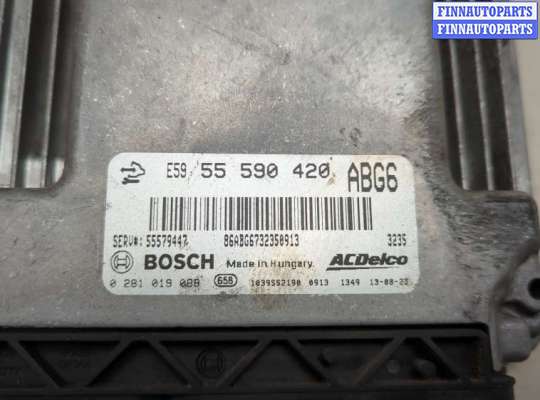 FINNAUTOPARTS
FINNAUTOPARTS
E59 55 590 420 ABG6
SERV#: 55579447 86ABG6732350913 3235
BOSCH Made in Hungary. ACDelco
0 281 019 088 658 1039S52190 0913 1349 13-08-23